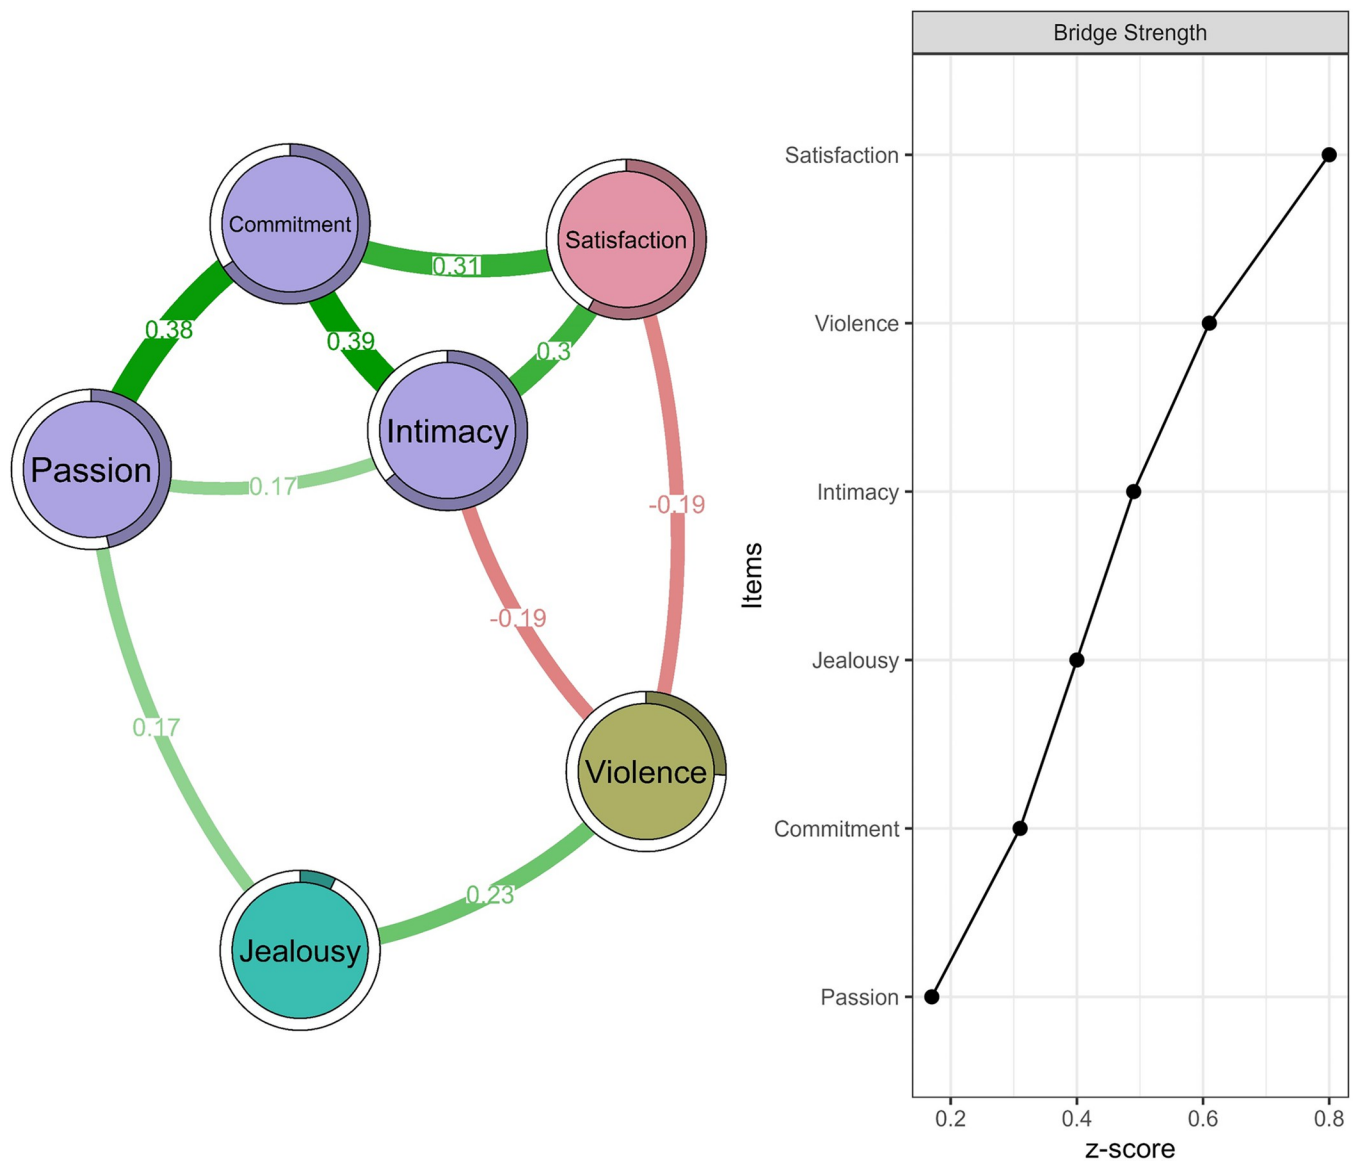 Commitment
Satisfaction
0.31
0.38
0.39
0.3
Intimacy
Passion
0.17
-0.19
-0.19
0.17
Violence
0.23
Jealousy
Bridge Strength
Items
Satisfaction
Violence
Intimacy
Jealousy
Commitment
Passion
0.2 0.4 0.6 0.8
z-score